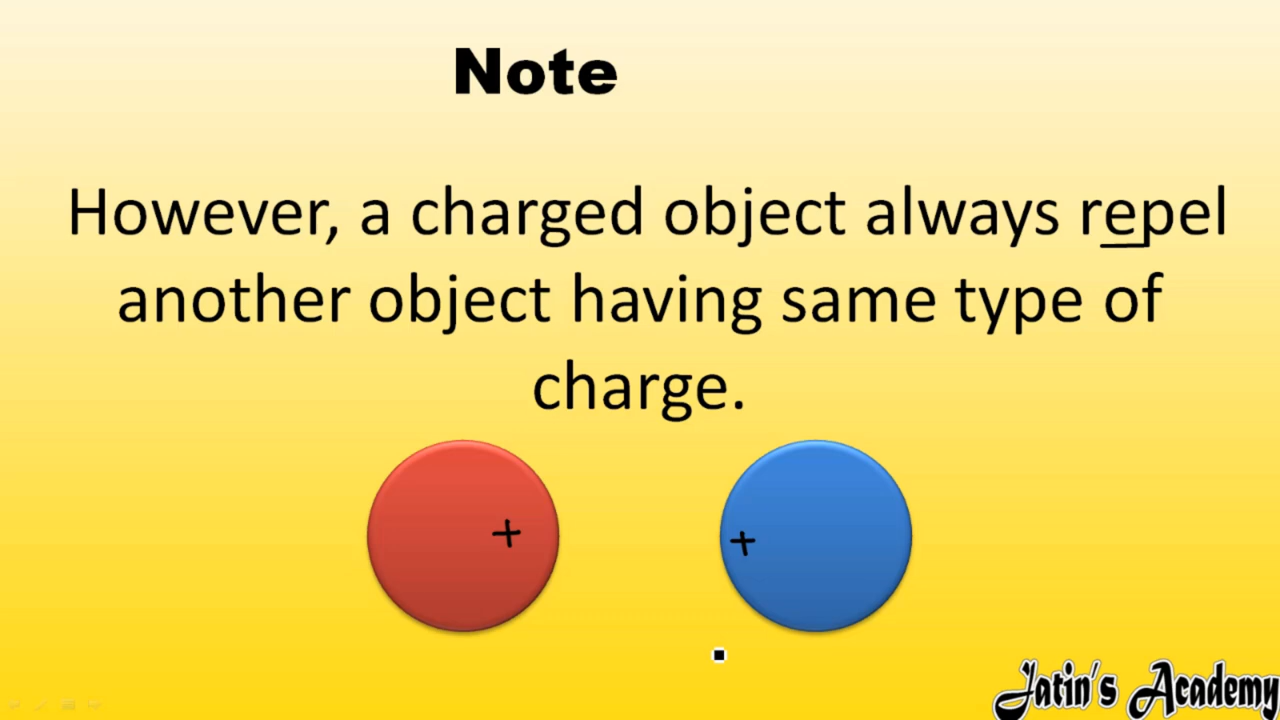 Note
However, a charged object always repel
another object having same type of
charge.
+ +
Jatin's Academy